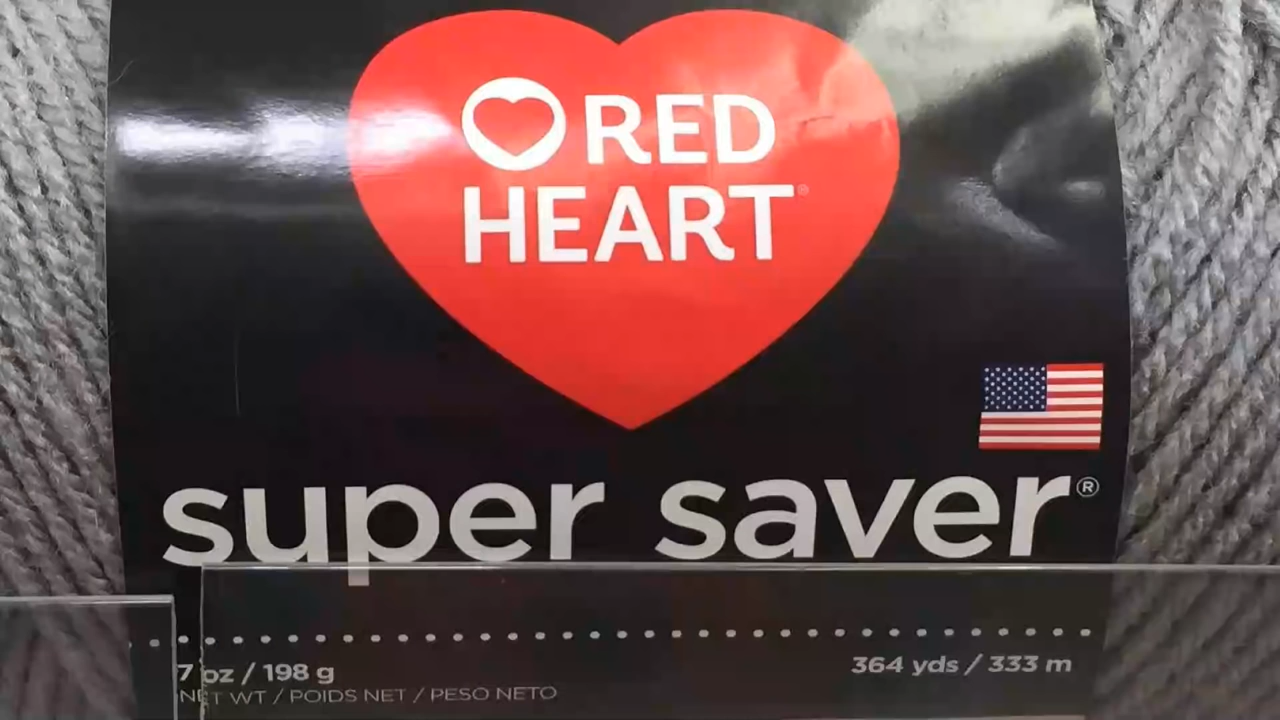 RED
HEART®
super saver®
7 oz / 198 g
364 yds / 333 m
NET WT / POIDS NET / PESO NETO